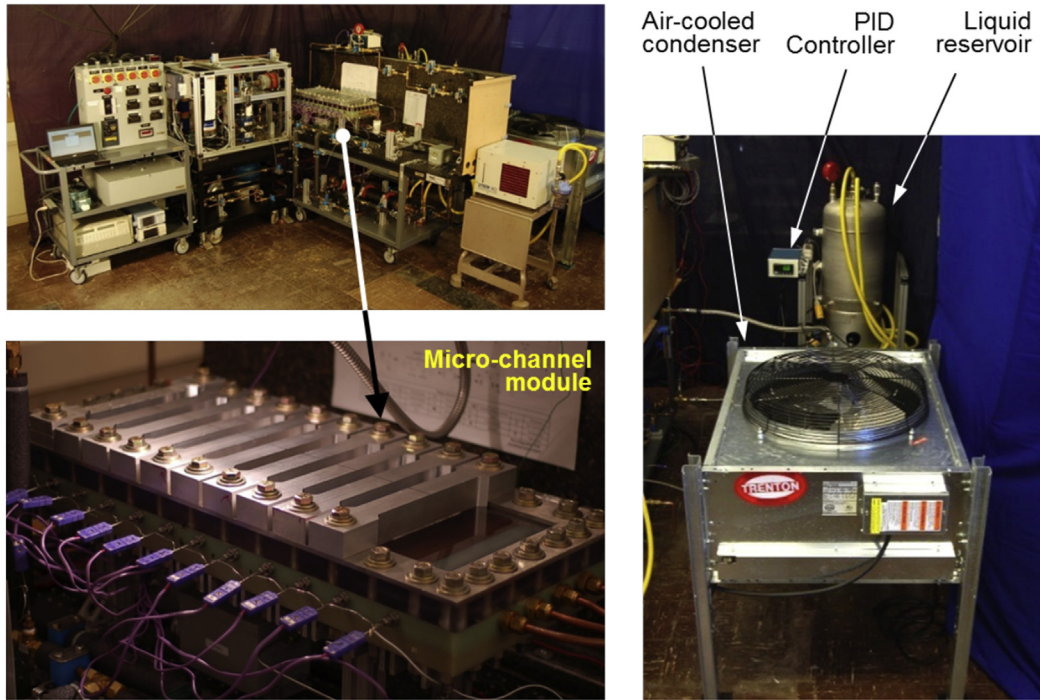 Air-cooled
condenser
PID
Controller
Liquid
reservoir
Micro-channel
module
TRENTON